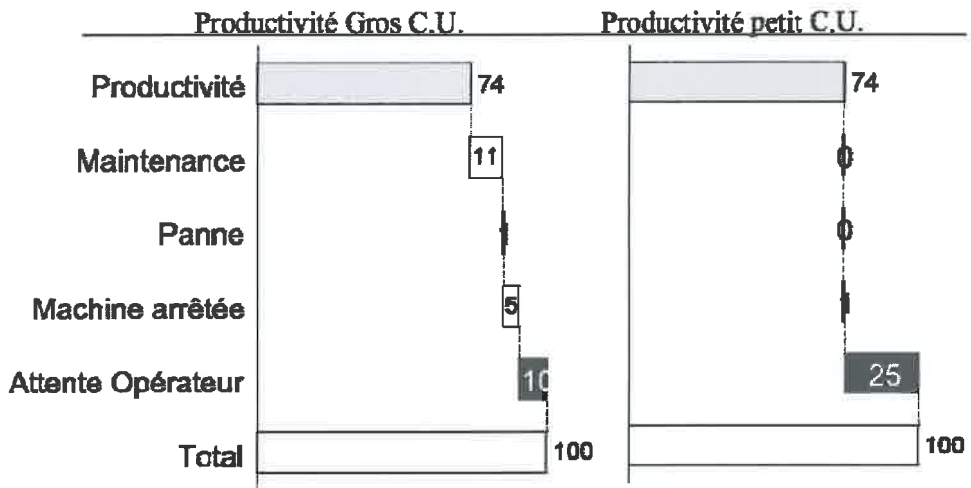 Productivité Gros C.U. Productivité petit C.U.
Productivité 74 74
Maintenance 11 0
Panne 0
Machine arrêtée 5
Attente Opérateur 10 25
Total 100 100